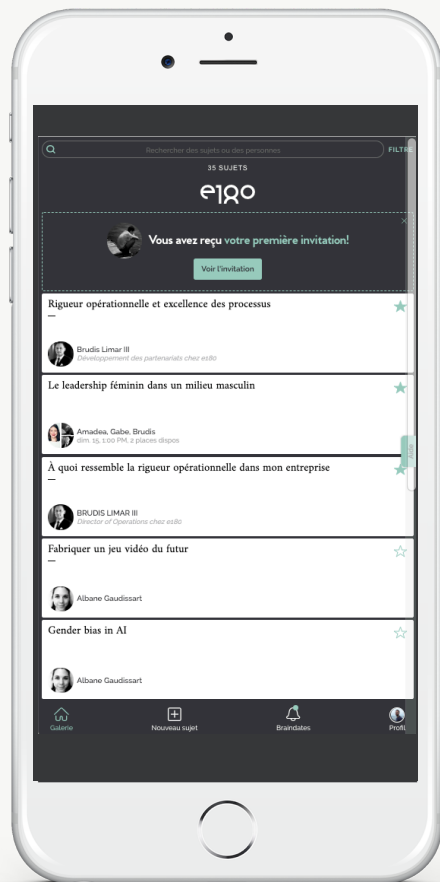 Rechercher des sujets ou des personnes
FILTRE
35 SUJETS
e180
Vous avez reçu votre première invitation!
Voir l'invitation
Rigueur opérationnelle et excellence des processus
Brudis Limar III
Développement des partenariats chez e180
Le leadership féminin dans un milieu masculin
Amadea, Gabe, Brudis
dim. 15, 1:00 PM, 2 places dispos
Aide
À quoi ressemble la rigueur opérationnelle dans mon entreprise
BRUDIS LIMAR III
Director of Operations chez e180
Fabriquer un jeu vidéo du futur
Albane Gaudissart
Gender bias in AI
Albane Gaudissart
Galerie
Nouveau sujet
Braindates
Profil